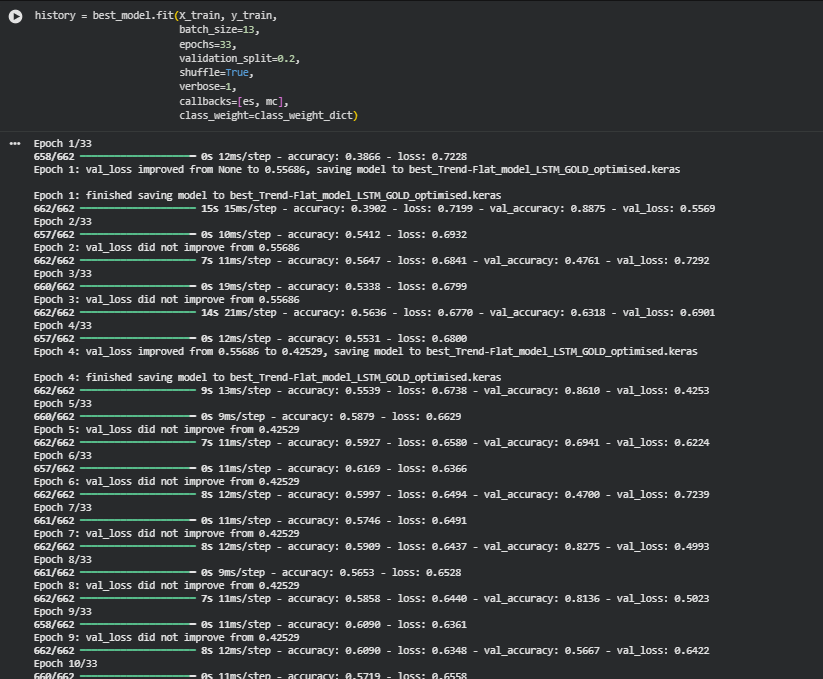 history = best_model.fit(X_train, y_train,
batch_size=13,
epochs=33,
validation_split=0.2,
shuffle=True,
verbose=1,
callbacks=[es, mc],
class_weight=class_weight_dict)
Epoch 1/33
658/662 0s 12ms/step - accuracy: 0.3866 - loss: 0.7228
Epoch 1: val_loss improved from None to 0.55686, saving model to best_Trend-Flat_model_LSTM_GOLD_optimised.keras
Epoch 1: finished saving model to best_Trend-Flat_model_LSTM_GOLD_optimised.keras
662/662 15s 15ms/step - accuracy: 0.3902 - loss: 0.7199 - val_accuracy: 0.8875 - val_loss: 0.5569
Epoch 2/33
657/662 0s 10ms/step - accuracy: 0.5412 - loss: 0.6932
Epoch 2: val_loss did not improve from 0.55686
662/662 7s 11ms/step - accuracy: 0.5647 - loss: 0.6841 - val_accuracy: 0.4761 - val_loss: 0.7292
Epoch 3/33
660/662 0s 19ms/step - accuracy: 0.5338 - loss: 0.6799
Epoch 3: val_loss did not improve from 0.55686
662/662 14s 21ms/step - accuracy: 0.5636 - loss: 0.6770 - val_accuracy: 0.6318 - val_loss: 0.6901
Epoch 4/33
657/662 0s 12ms/step - accuracy: 0.5531 - loss: 0.6800
Epoch 4: val_loss improved from 0.55686 to 0.42529, saving model to best_Trend-Flat_model_LSTM_GOLD_optimised.keras
Epoch 4: finished saving model to best_Trend-Flat_model_LSTM_GOLD_optimised.keras
662/662 9s 13ms/step - accuracy: 0.5539 - loss: 0.6738 - val_accuracy: 0.8610 - val_loss: 0.4253
Epoch 5/33
660/662 0s 9ms/step - accuracy: 0.5879 - loss: 0.6629
Epoch 5: val_loss did not improve from 0.42529
662/662 7s 11ms/step - accuracy: 0.5927 - loss: 0.6580 - val_accuracy: 0.6941 - val_loss: 0.6224
Epoch 6/33
657/662 0s 11ms/step - accuracy: 0.6169 - loss: 0.6366
Epoch 6: val_loss did not improve from 0.42529
662/662 8s 12ms/step - accuracy: 0.5997 - loss: 0.6494 - val_accuracy: 0.4700 - val_loss: 0.7239
Epoch 7/33
661/662 0s 11ms/step - accuracy: 0.5746 - loss: 0.6491
Epoch 7: val_loss did not improve from 0.42529
662/662 8s 12ms/step - accuracy: 0.5909 - loss: 0.6437 - val_accuracy: 0.8275 - val_loss: 0.4993
Epoch 8/33
661/662 0s 9ms/step - accuracy: 0.5653 - loss: 0.6528
Epoch 8: val_loss did not improve from 0.42529
662/662 7s 11ms/step - accuracy: 0.5858 - loss: 0.6440 - val_accuracy: 0.8136 - val_loss: 0.5023
Epoch 9/33
658/662 0s 11ms/step - accuracy: 0.6090 - loss: 0.6361
Epoch 9: val_loss did not improve from 0.42529
662/662 8s 12ms/step - accuracy: 0.6090 - loss: 0.6348 - val_accuracy: 0.5667 - val_loss: 0.6422
Epoch 10/33
660/662 0s 11ms/step - accuracy: 0.5719 - loss: 0.6558